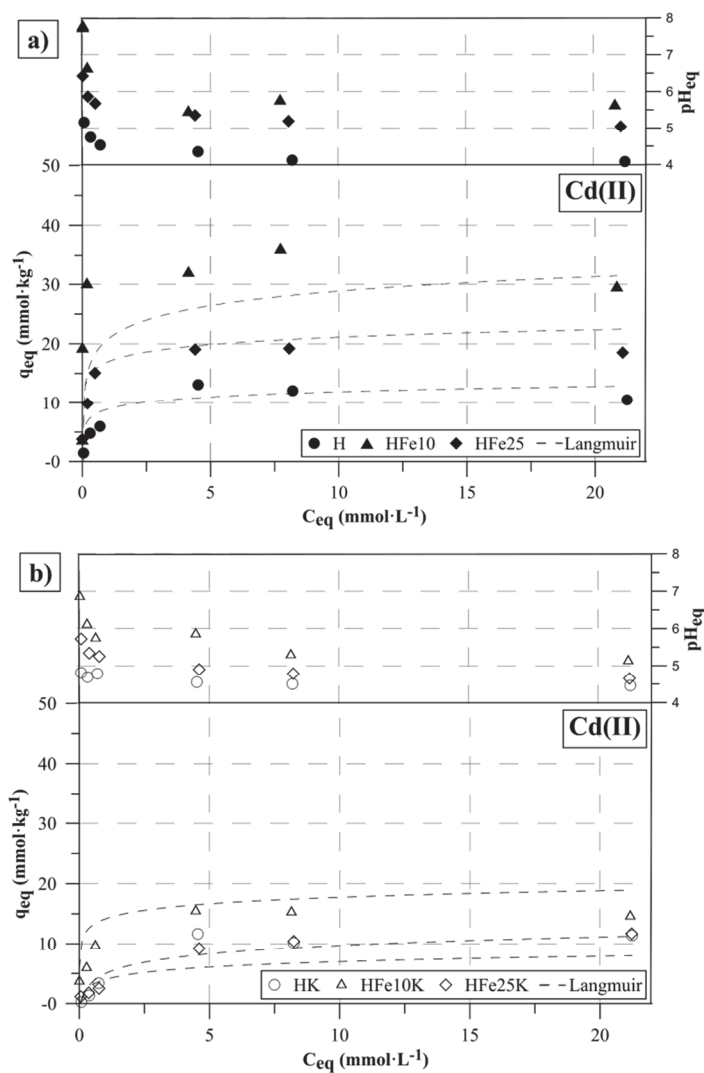 a)
8
7
6
5
4
pHeq
Cd(II)
50
40
30
20
10
-0
qeq (mmol·kg-1)
H HFe10 HFe25 Langmuir
0 5 10 15 20
Ceq (mmol·L-1)
b)
8
7
6
5
4
pHeq
Cd(II)
50
40
30
20
10
-0
qeq (mmol·kg-1)
HK HFe10K HFe25K Langmuir
0 5 10 15 20
Ceq (mmol·L-1)